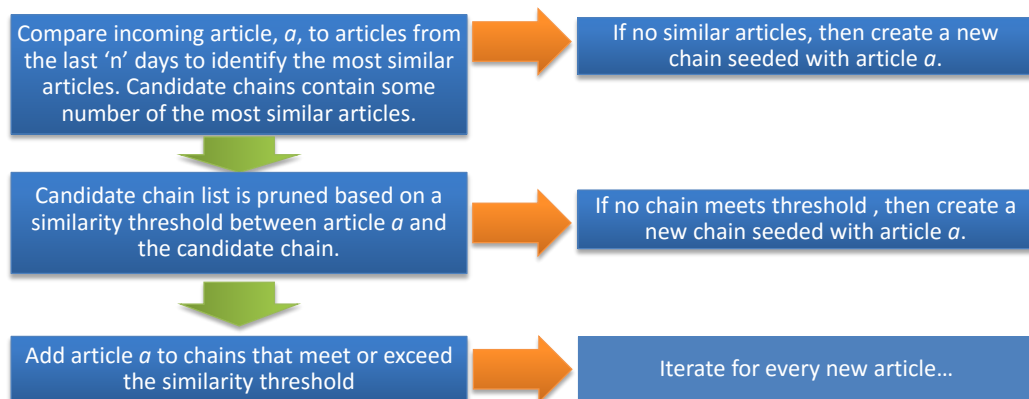 Compare incoming article, a, to articles from
the last ‘n’ days to identify the most similar
articles. Candidate chains contain some
number of the most similar articles.
If no similar articles, then create a new
chain seeded with article a.
Candidate chain list is pruned based on a
similarity threshold between article a and
the candidate chain.
If no chain meets threshold , then create a
new chain seeded with article a.
Add article a to chains that meet or exceed
the similarity threshold
Iterate for every new article…